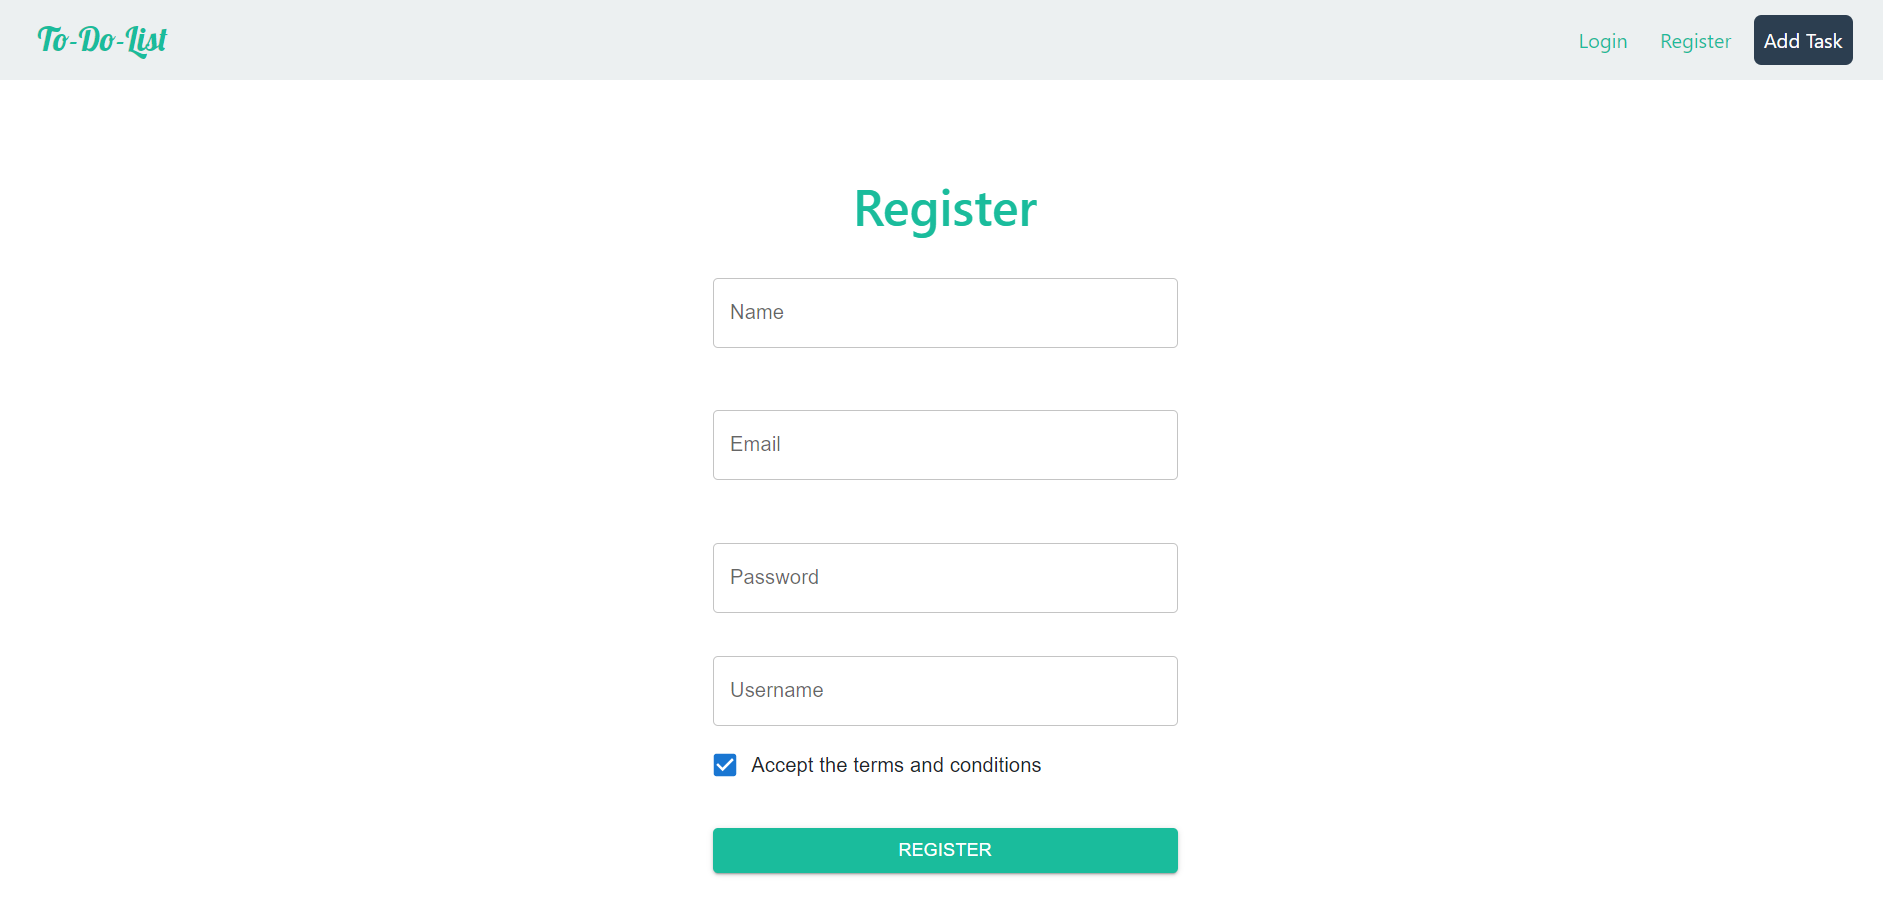 To-Do-List
Login
Register
Add Task
Register
Name
Email
Password
Username
Accept the terms and conditions
REGISTER